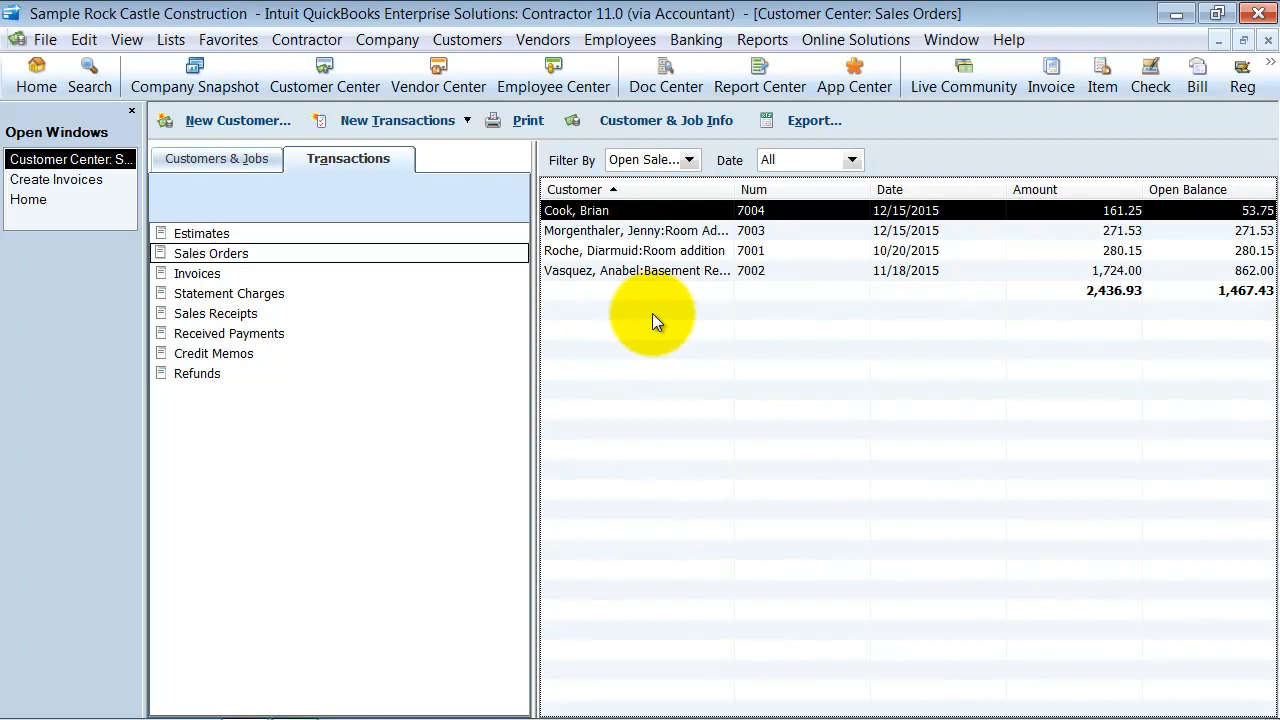 Sample Rock Castle Construction - Intuit QuickBooks Enterprise Solutions: Contractor 11.0 (via Accountant) - [Customer Center: Sales Orders]
File Edit View Lists Favorites Contractor Company Customers Vendors Employees Banking Reports Online Solutions Window Help
Home Search Company Snapshot Customer Center Vendor Center Employee Center Doc Center Report Center App Center Live Community Invoice Item Check Bill Reg
Open Windows
Customer Center: S...
Create Invoices
Home
New Customer... New Transactions Print Customer & Job Info Export...
Customers & Jobs Transactions
Estimates
Sales Orders
Invoices
Statement Charges
Sales Receipts
Received Payments
Credit Memos
Refunds
Filter By Open Sale... Date All
Customer Num Date Amount Open Balance
Cook, Brian 7004 12/15/2015 161.25 53.75
Morgenthaler, Jenny:Room Ad... 7003 12/15/2015 271.53 271.53
Roche, Diarmuid:Room addition 7001 10/20/2015 280.15 280.15
Vasquez, Anabel:Basement Re... 7002 11/18/2015 1,724.00 862.00
2,436.93 1,467.43